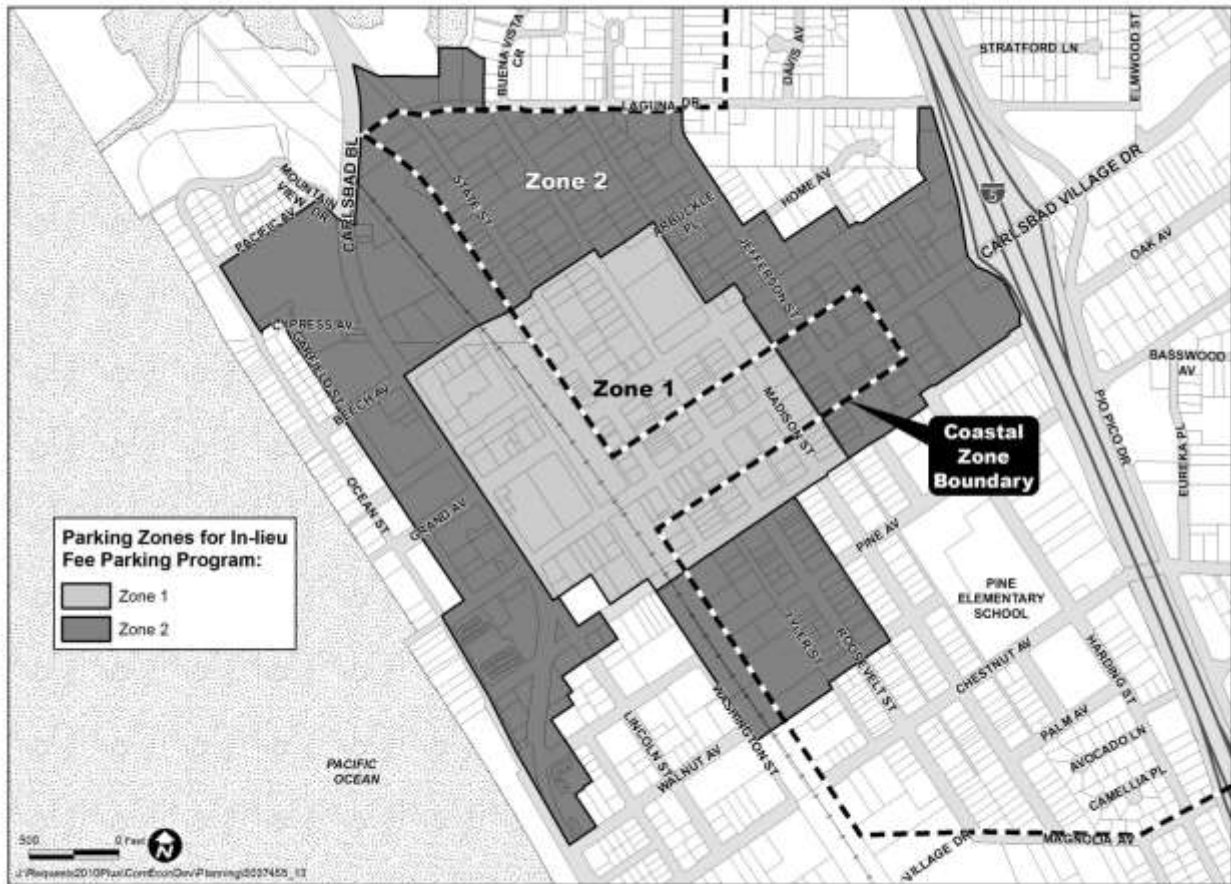 BUENA VISTA
CR
DAVIS AV
STRATFORD LN
ELMWOOD ST
LAGUNA DR
CARLSBAD BL
MOUNTAIN
VIEW DR
PACIFIC AV
STATE ST
Zone 2
ARBUCKLE
PL
HOME AV
JEFFERSON ST
5
CARLSBAD VILLAGE DR
OAK AV
CYPRESS AV
GARFIELD ST
BEECH AV
Zone 1
MADISON ST
BASSWOOD
AV
PIO PICO DR
EUREKA PL
Coastal
Zone
Boundary
OCEAN ST
GRAND AV
PINE AV
Parking Zones for In-lieu
Fee Parking Program:
Zone 1
Zone 2
PINE
ELEMENTARY
SCHOOL
TYLER ST
ROOSEVELT ST
CHESTNUT AV
HARDING ST
PALM AV
AVOCADO LN
CAMELLIA PL
LINCOLN ST
WALNUT AV
WASHINGTON ST
PACIFIC
OCEAN
VILLAGE DR
MAGNOLIA AV
500 0 Feet
N